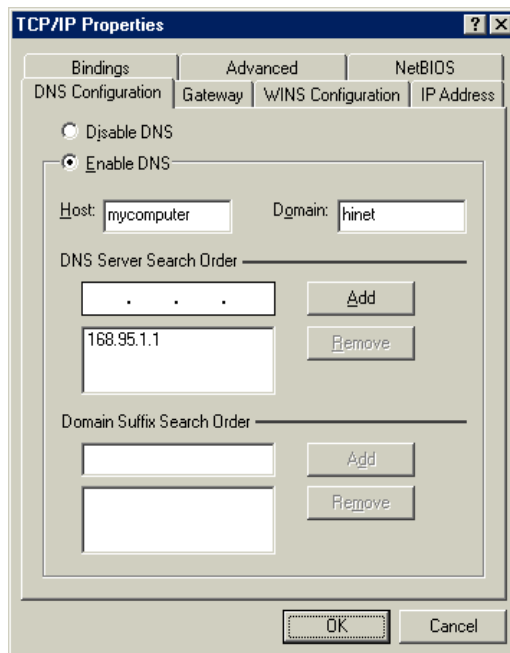 TCP/IP Properties
Bindings Advanced NetBIOS
DNS Configuration Gateway WINS Configuration IP Address
Disable DNS
Enable DNS
Host: mycomputer Domain: hinet
DNS Server Search Order
. . . Add
168.95.1.1 Remove
Domain Suffix Search Order
Add
Remove
OK Cancel